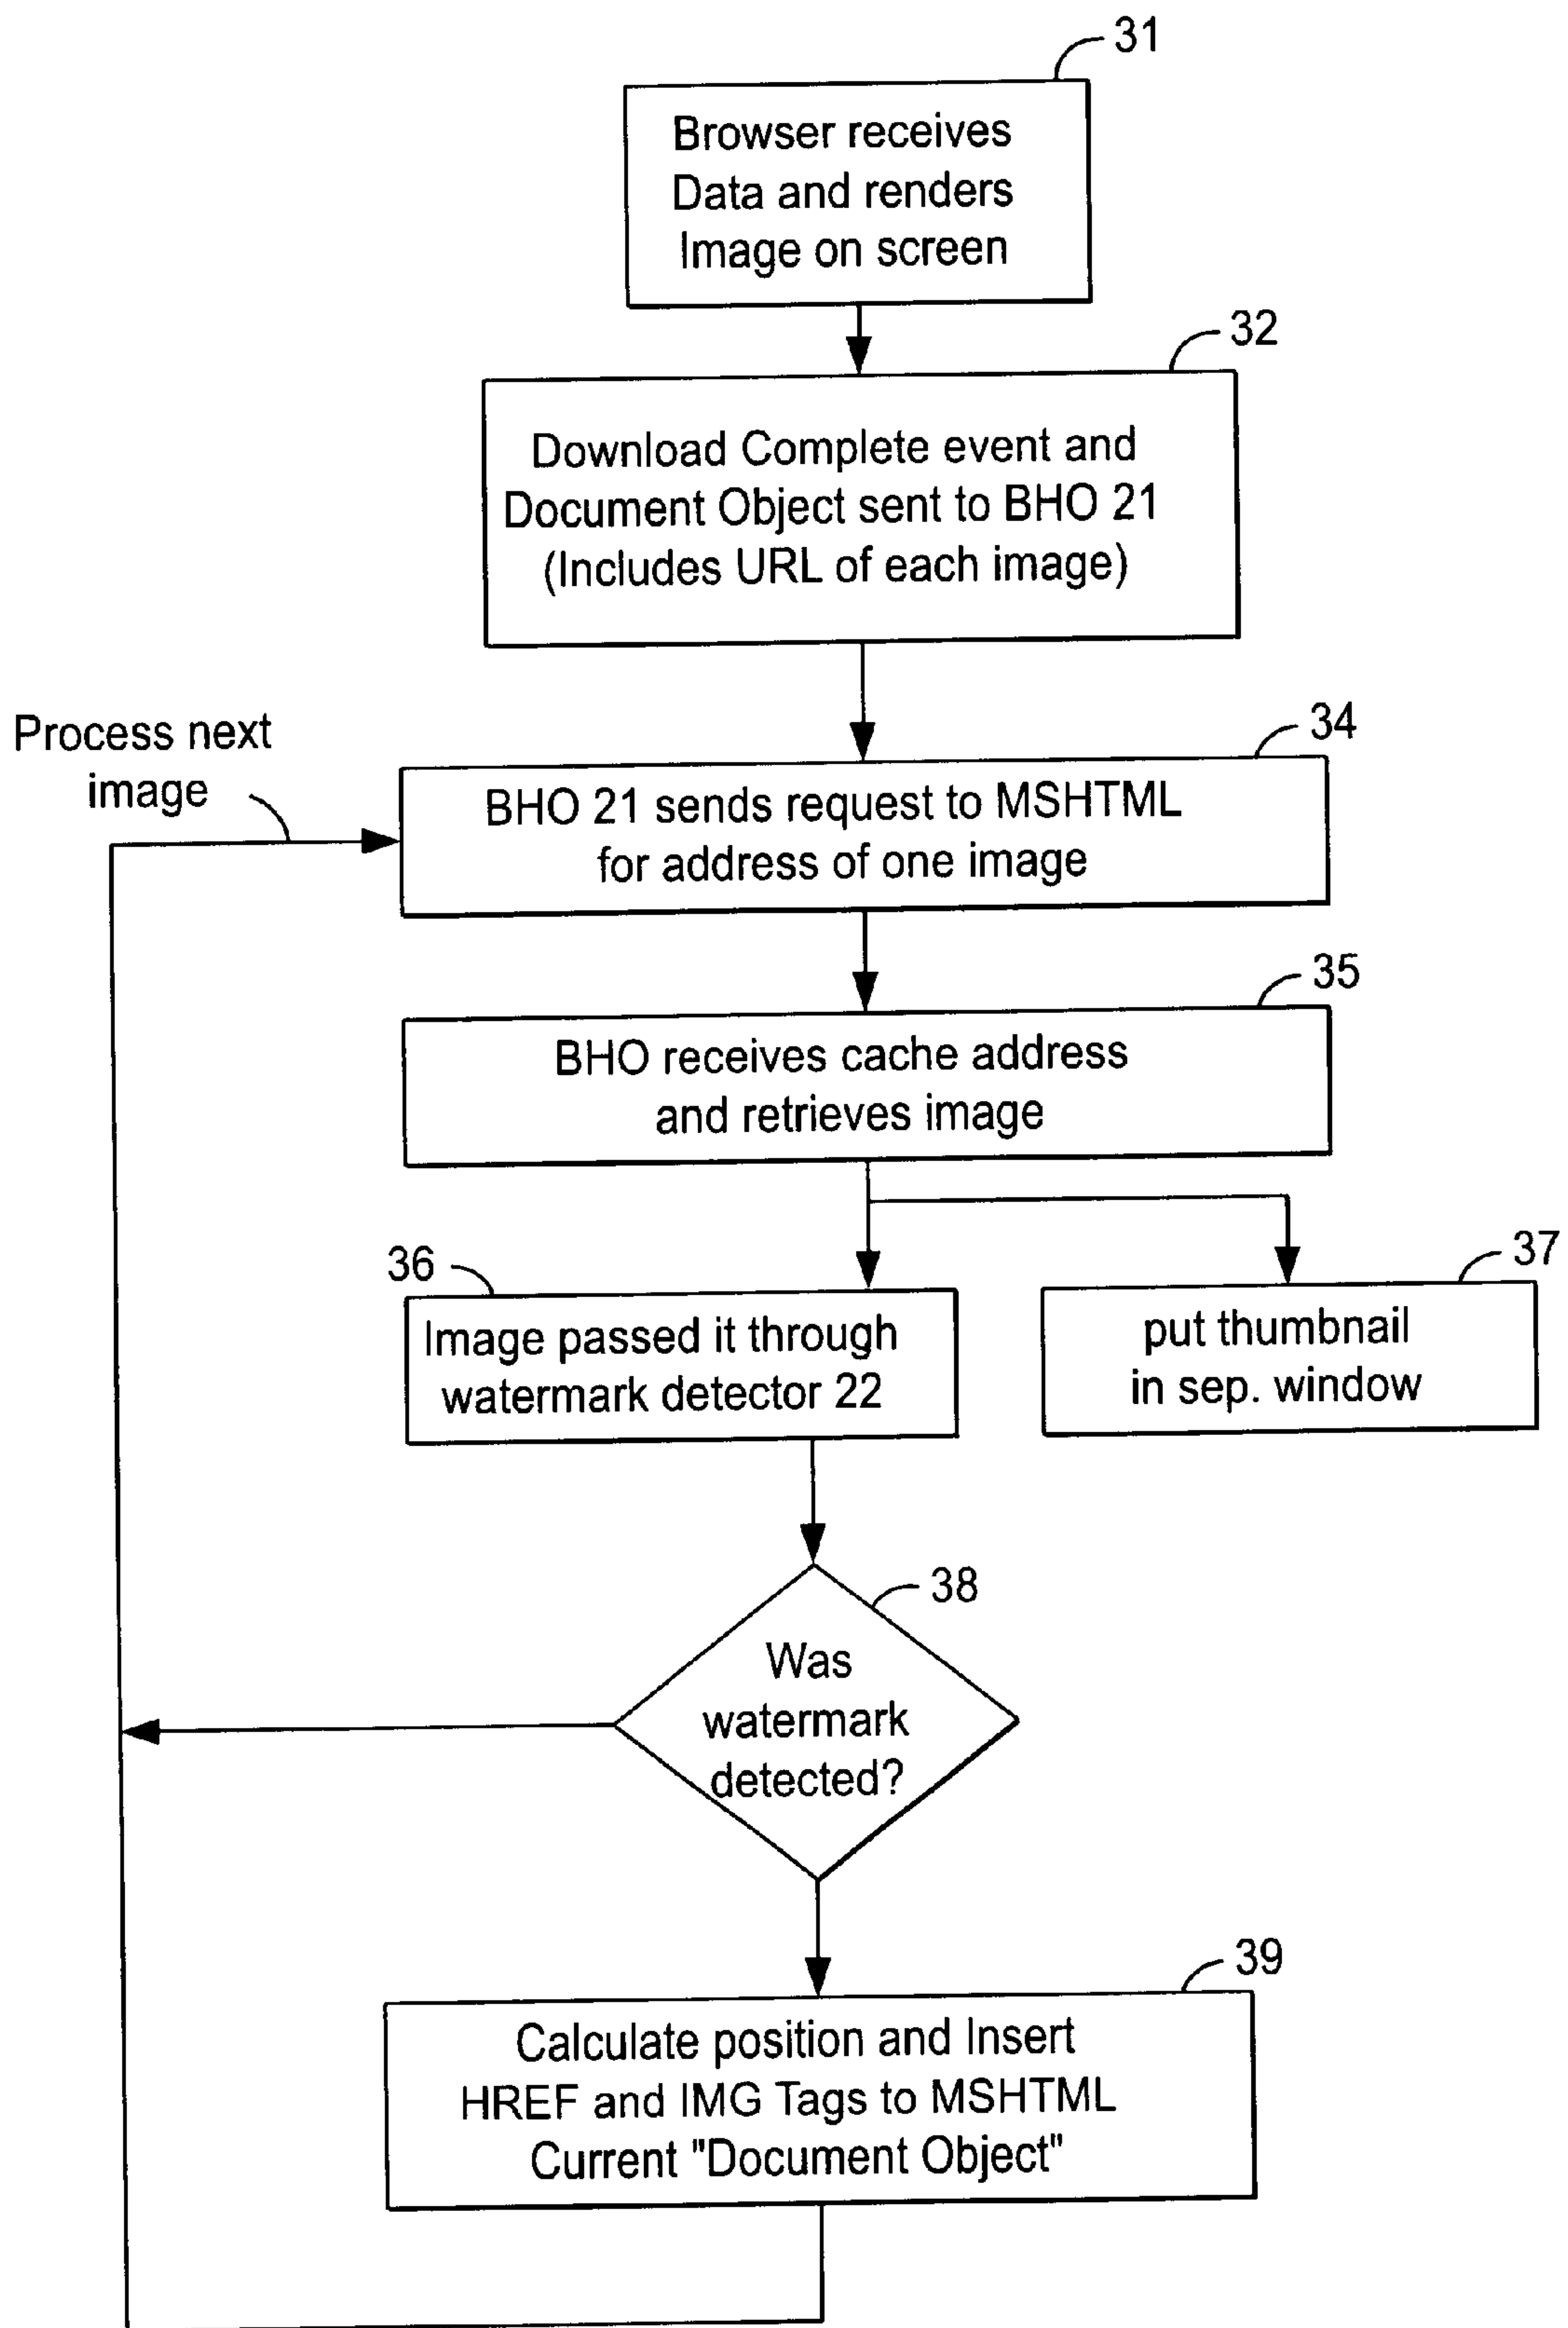 31
Browser receives
Data and renders
Image on screen
32
Download Complete event and
Document Object sent to BHO 21
(Includes URL of each image)
Process next
image
34
BHO 21 sends request to MSHTML
for address of one image
35
BHO receives cache address
and retrieves image
36
Image passed it through
watermark detector 22
37
put thumbnail
in sep. window
38
Was
watermark
detected?
39
Calculate position and Insert
HREF and IMG Tags to MSHTML
Current "Document Object"